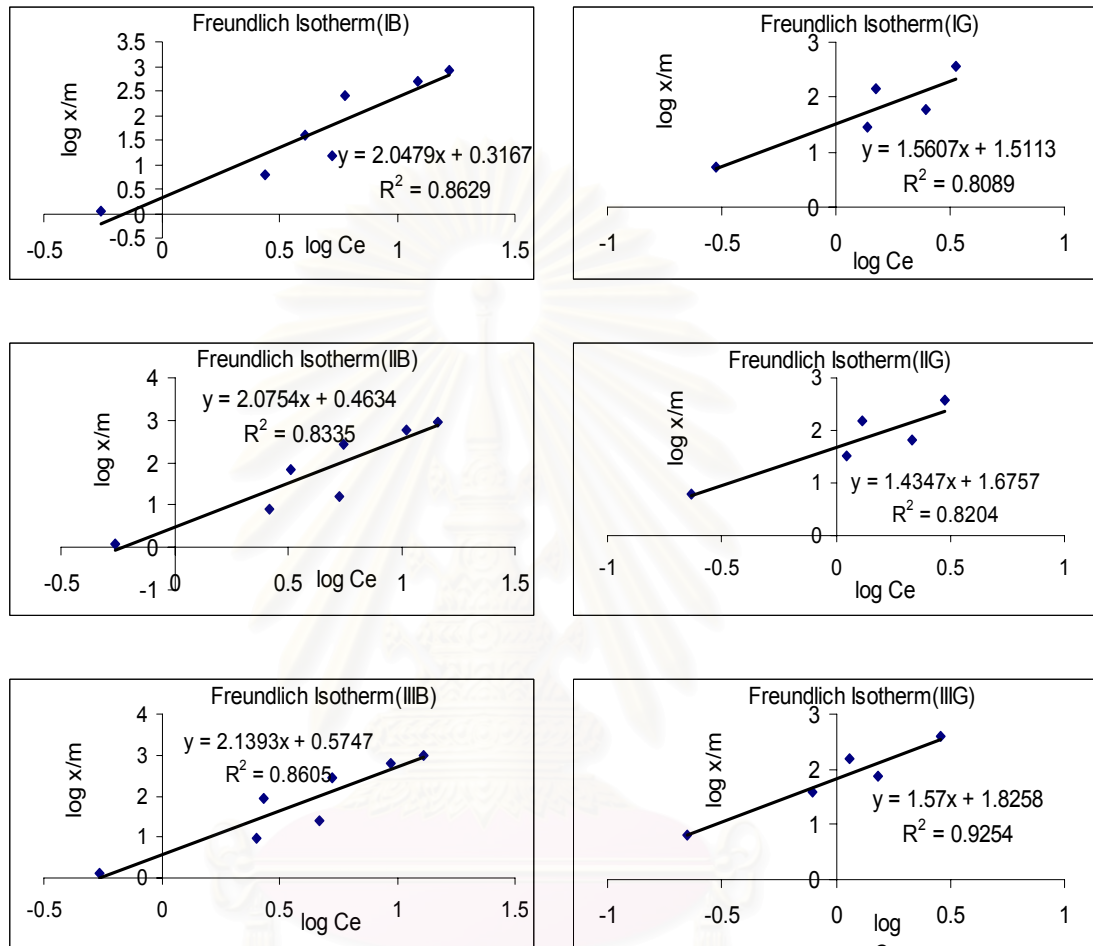 Freundlich Isotherm(IB)
log x/m
3.5
3
2.5
2
1.5
1
0.5
0
-0.5
y = 2.0479x + 0.3167
R² = 0.8629
-0.5 0 0.5 1 1.5
log Ce
Freundlich Isotherm(IG)
log x/m
3
2
1
0
y = 1.5607x + 1.5113
R² = 0.8089
-1 -0.5 0 0.5 1
log Ce
Freundlich Isotherm(IIB)
log x/m
4
3
2
1
0
-1
y = 2.0754x + 0.4634
R² = 0.8335
-0.5 0 0.5 1 1.5
log Ce
Freundlich Isotherm(IIG)
log x/m
3
2
1
0
y = 1.4347x + 1.6757
R² = 0.8204
-1 -0.5 0 0.5 1
log Ce
Freundlich Isotherm(IIIB)
log x/m
4
3
2
1
0
y = 2.1393x + 0.5747
R² = 0.8605
-0.5 0 0.5 1 1.5
log Ce
Freundlich Isotherm(IIIG)
log x/m
3
2
1
0
y = 1.57x + 1.8258
R² = 0.9254
-1 -0.5 0 0.5 1
log